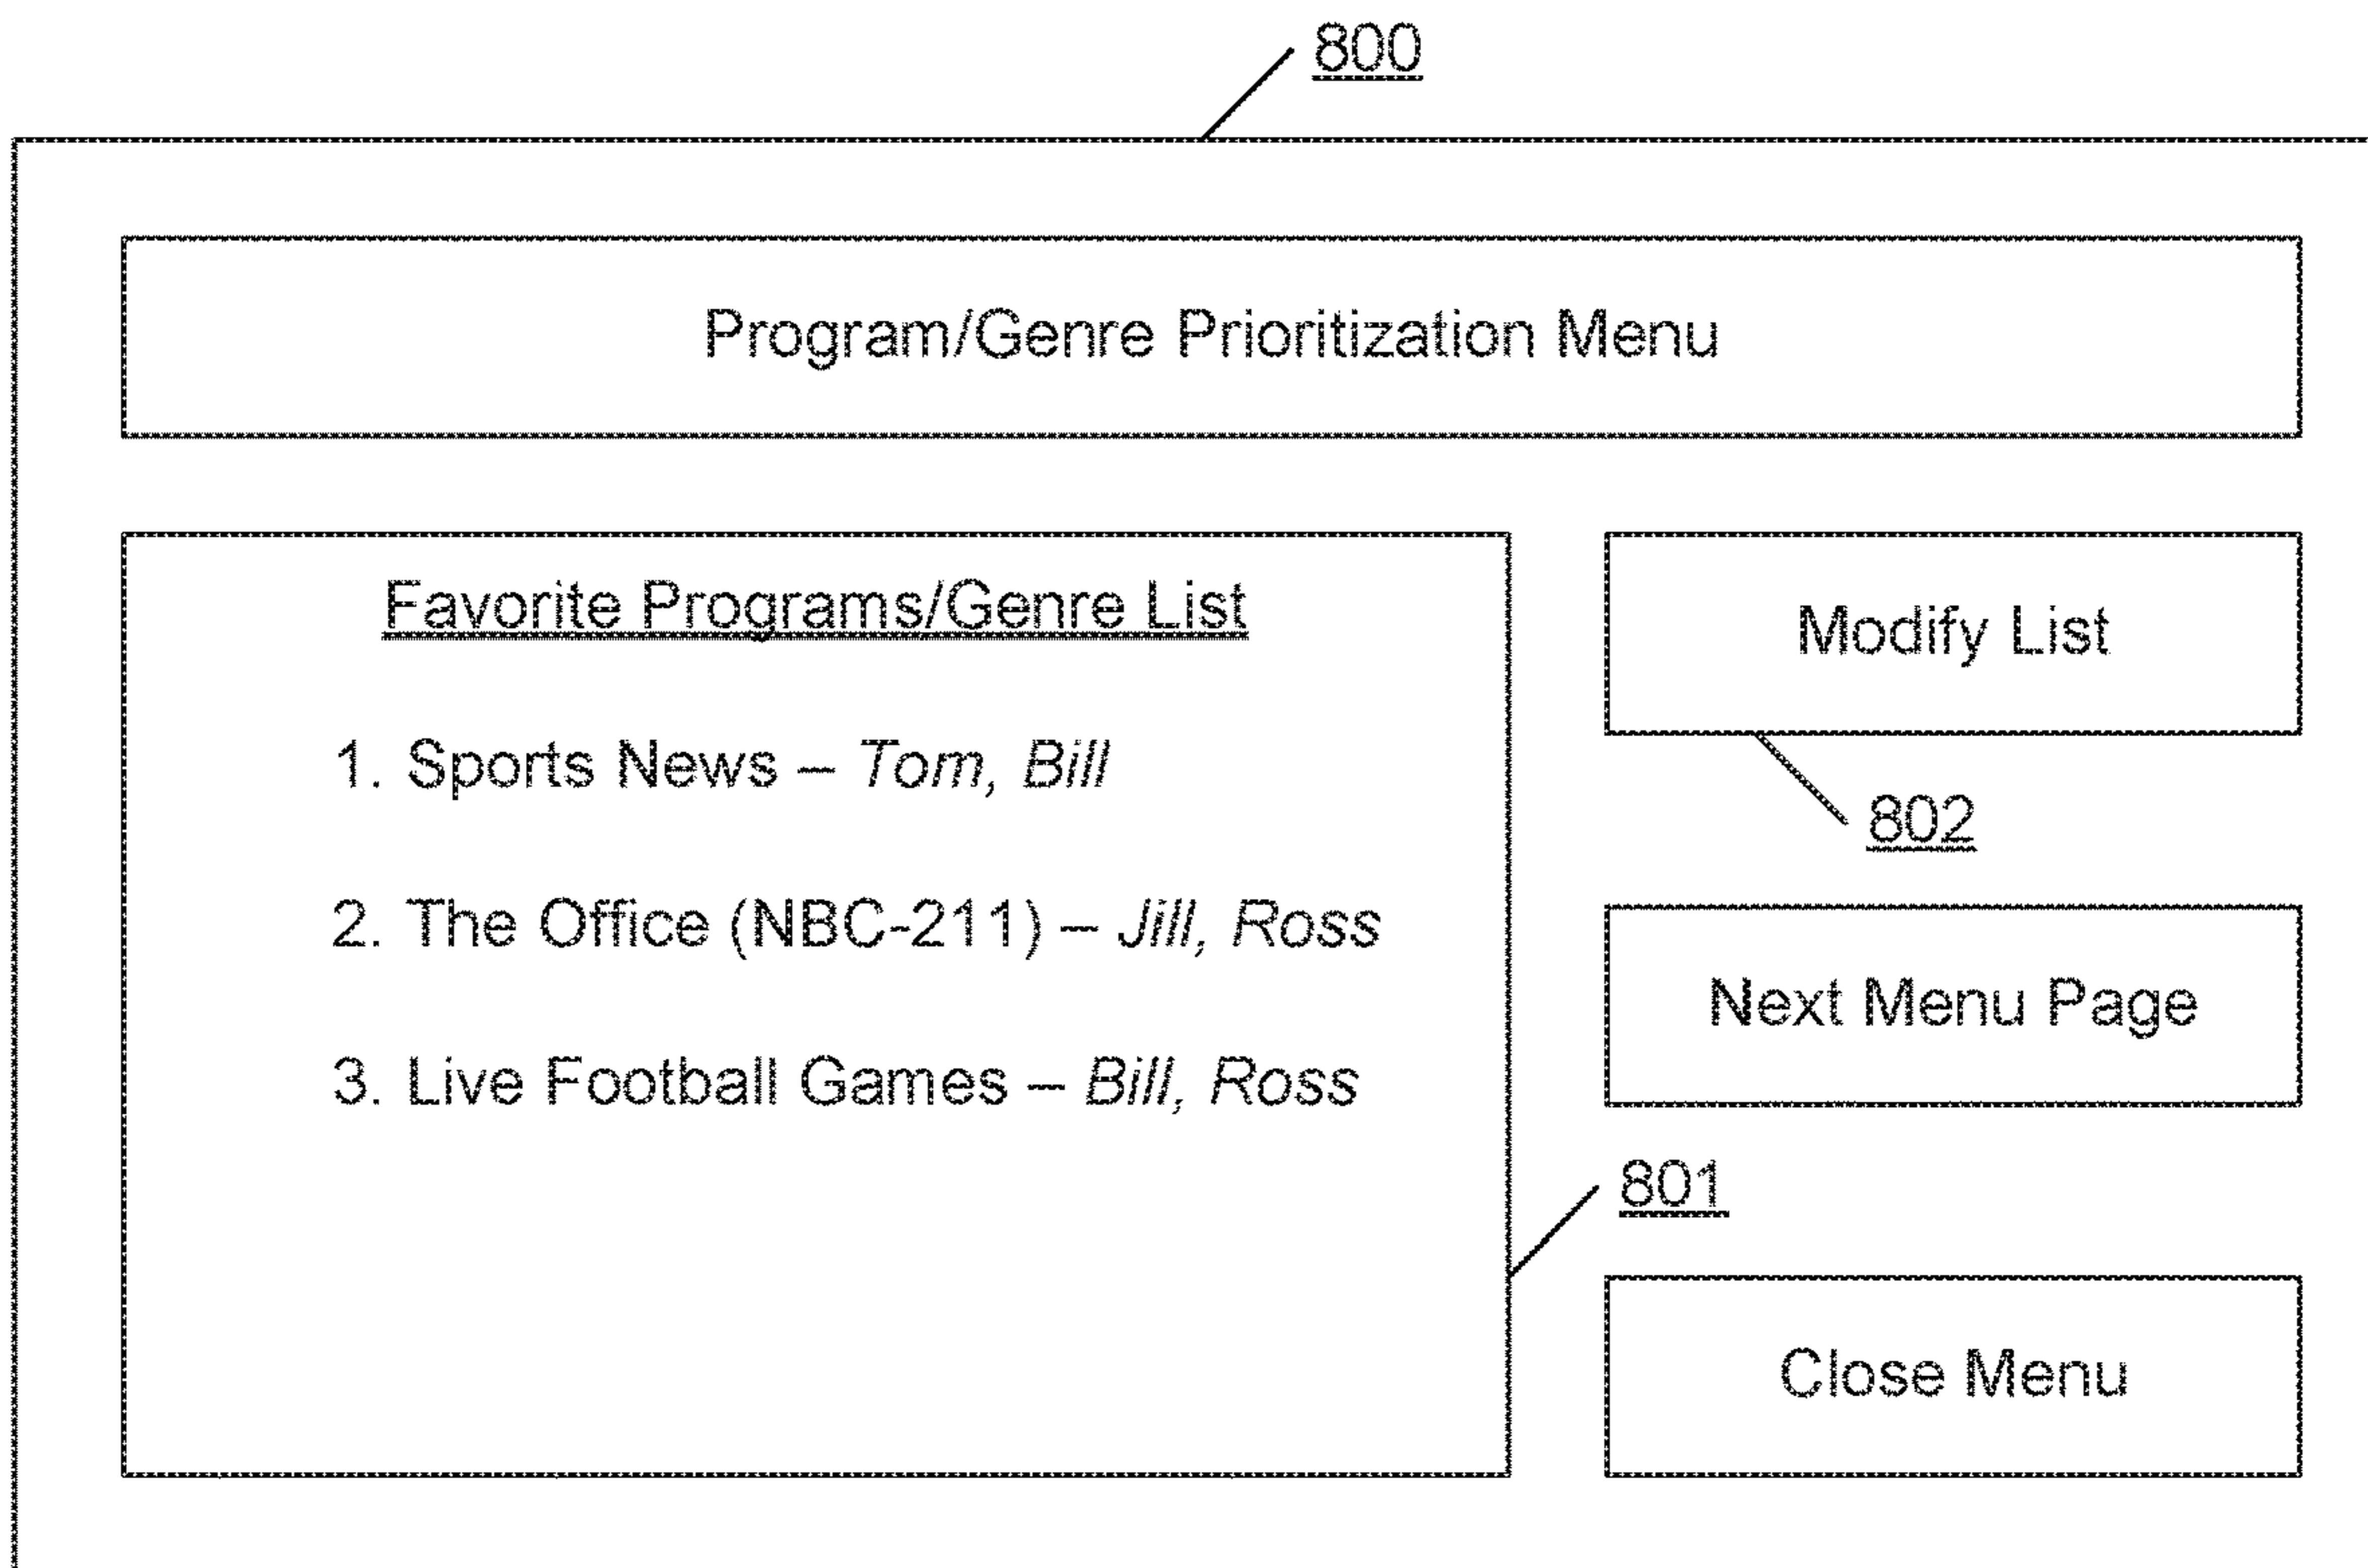 800
Program/Genre Prioritization Menu
Favorite Programs/Genre List
1. Sports News – Tom, Bill
2. The Office (NBC-211) – Jill, Ross
3. Live Football Games – Bill, Ross
801
Modify List
802
Next Menu Page
Close Menu